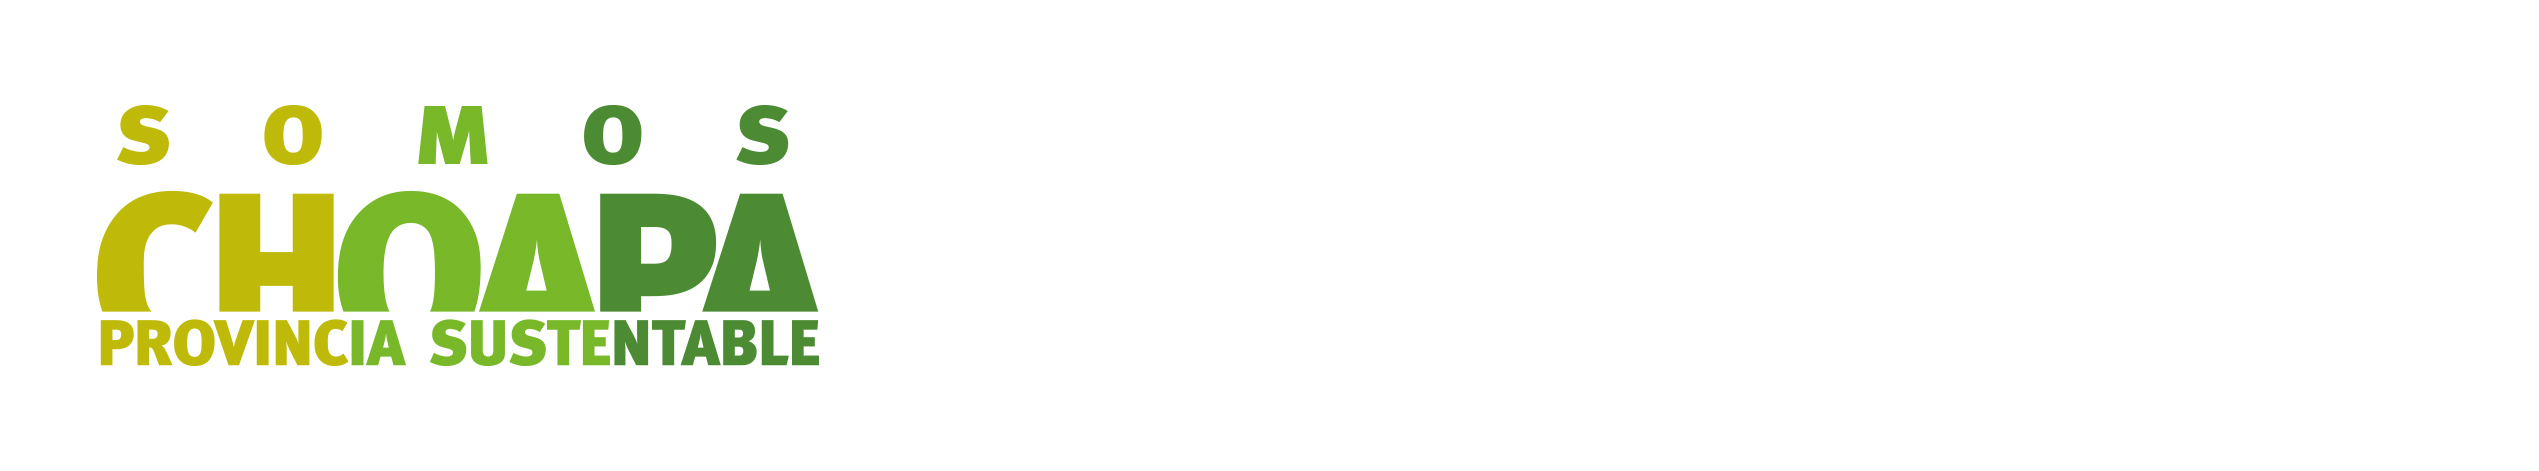 SOMOS
CHOAPA
PROVINCIA SUSTENTABLE